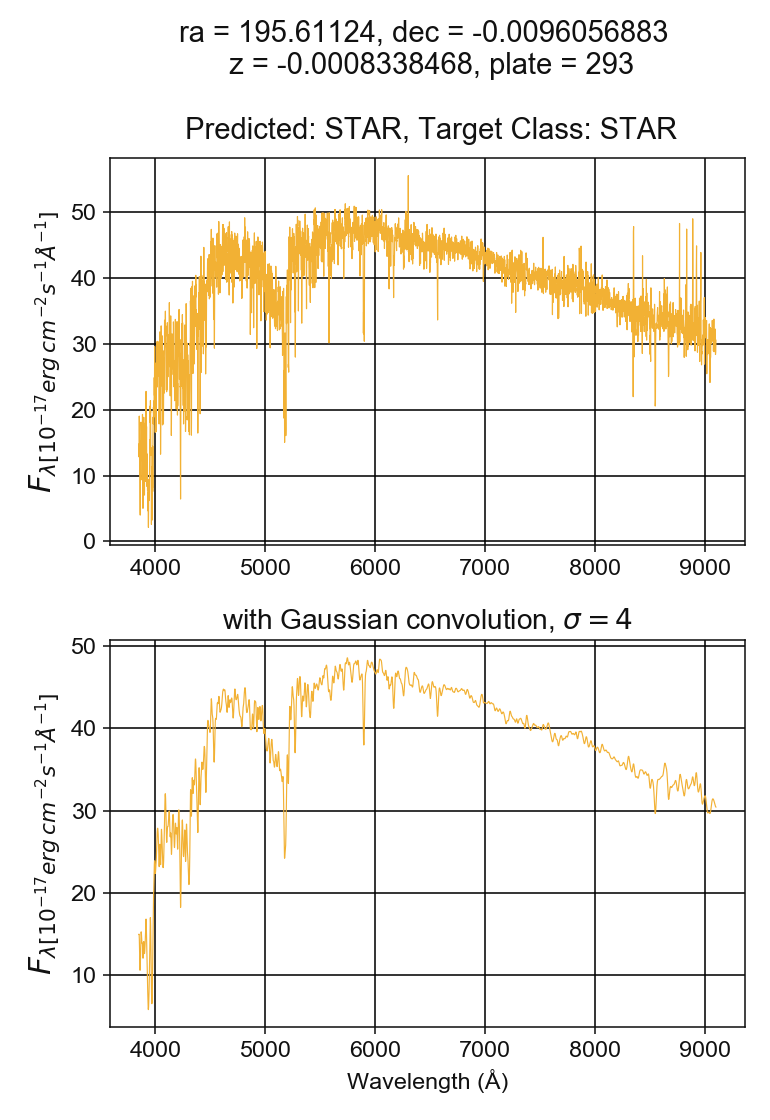 ra = 195.61124, dec = -0.0096056883
z = -0.0008338468, plate = 293
Predicted: STAR, Target Class: STAR
F_λ[10^{-17} erg cm^{-2} s^{-1} Å^{-1}]
50
40
30
20
10
0
4000 5000 6000 7000 8000 9000
with Gaussian convolution, σ = 4
F_λ[10^{-17} erg cm^{-2} s^{-1} Å^{-1}]
50
40
30
20
10
4000 5000 6000 7000 8000 9000
Wavelength (Å)